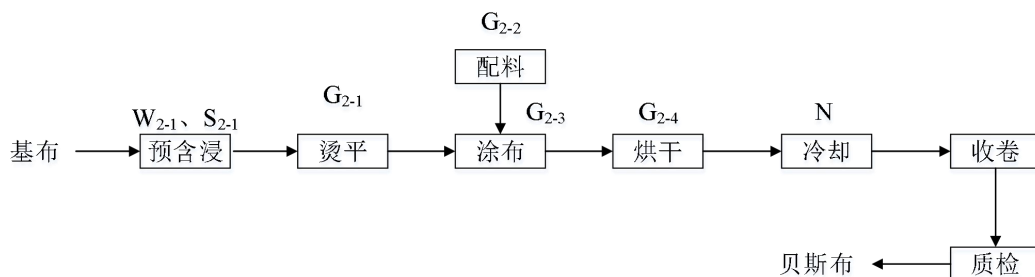 G2-2
配料
W2-1、S2-1
G2-1
G2-3
G2-4
N
基布
预含浸
烫平
涂布
烘干
冷却
收卷
贝斯布
质检